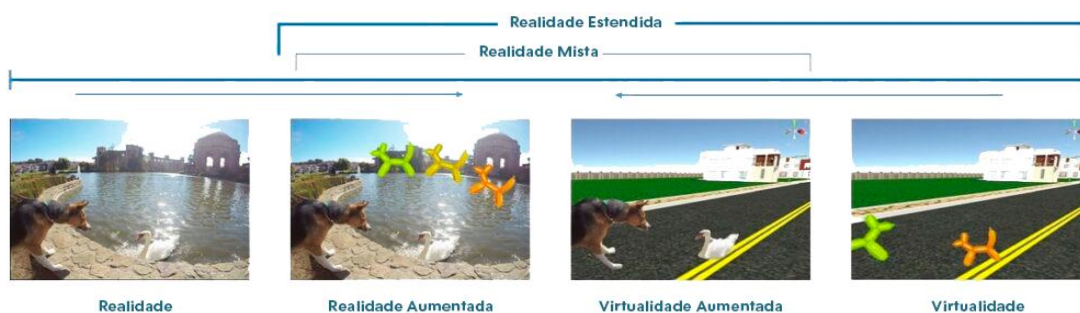 Realidade Estendida
Realidade Mista
Realidade
Realidade Aumentada
Virtualidade Aumentada
Virtualidade